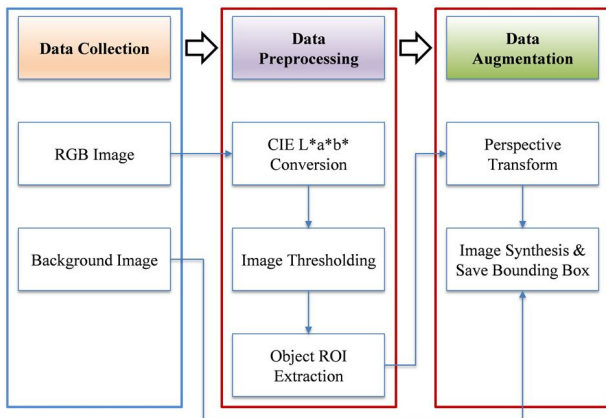 Data Collection
Data
Preprocessing
Data
Augmentation
RGB Image
CIE L*a*b*
Conversion
Perspective
Transform
Background Image
Image Thresholding
Image Synthesis &
Save Bounding Box
Object ROI
Extraction